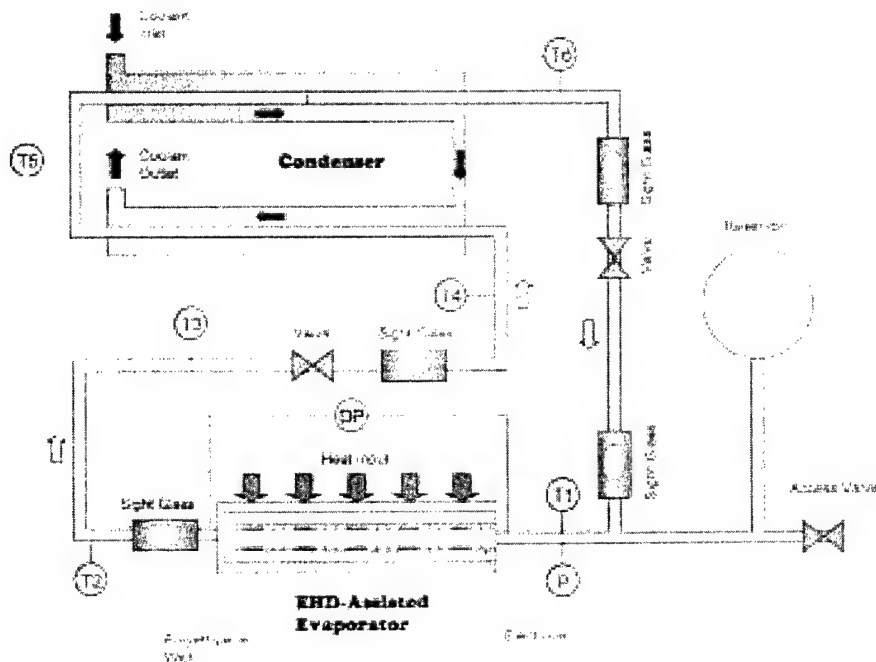 Coolant
Inlet
T6
T5
Coolant
Outlet
Condenser
Sight Glass
Valve
Reservoir
T4
T3
Valve
Sight Glass
DP
Heat Input
Sight Glass
Sight Glass
T1
Access Valve
T2
P
EHD-Assisted
Evaporator
Electrode